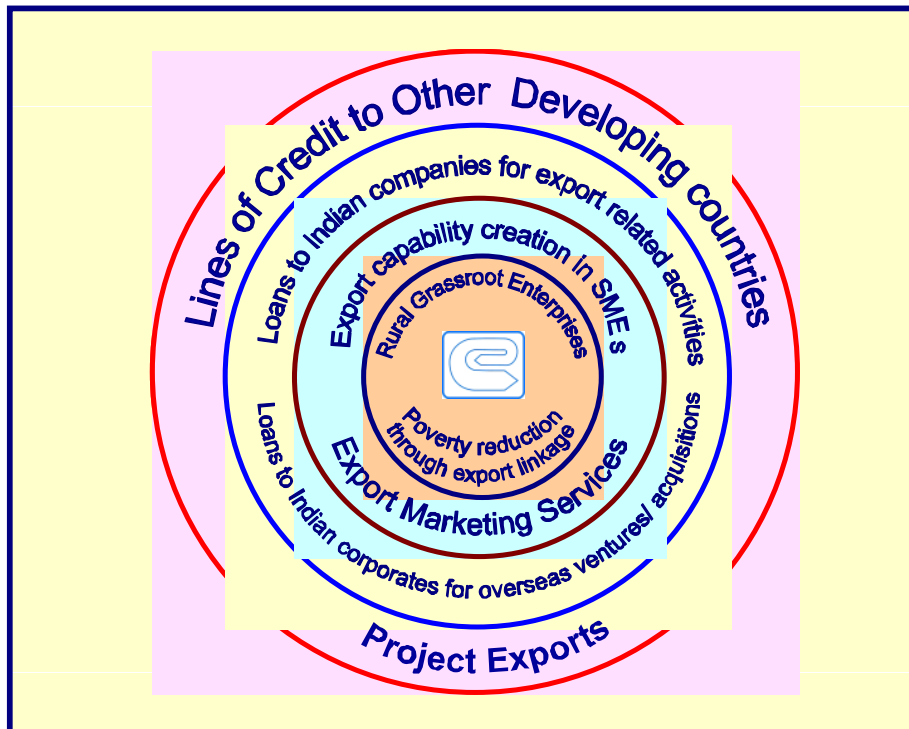 Lines of Credit to Other Developing countries
Loans to Indian companies for export related activities
Export capability creation in SMEs
Rural Grassroot Enterprises
Poverty reduction
through export linkage
Export Marketing Services
Loans to Indian corporates for overseas ventures/ acquisitions
Project Exports